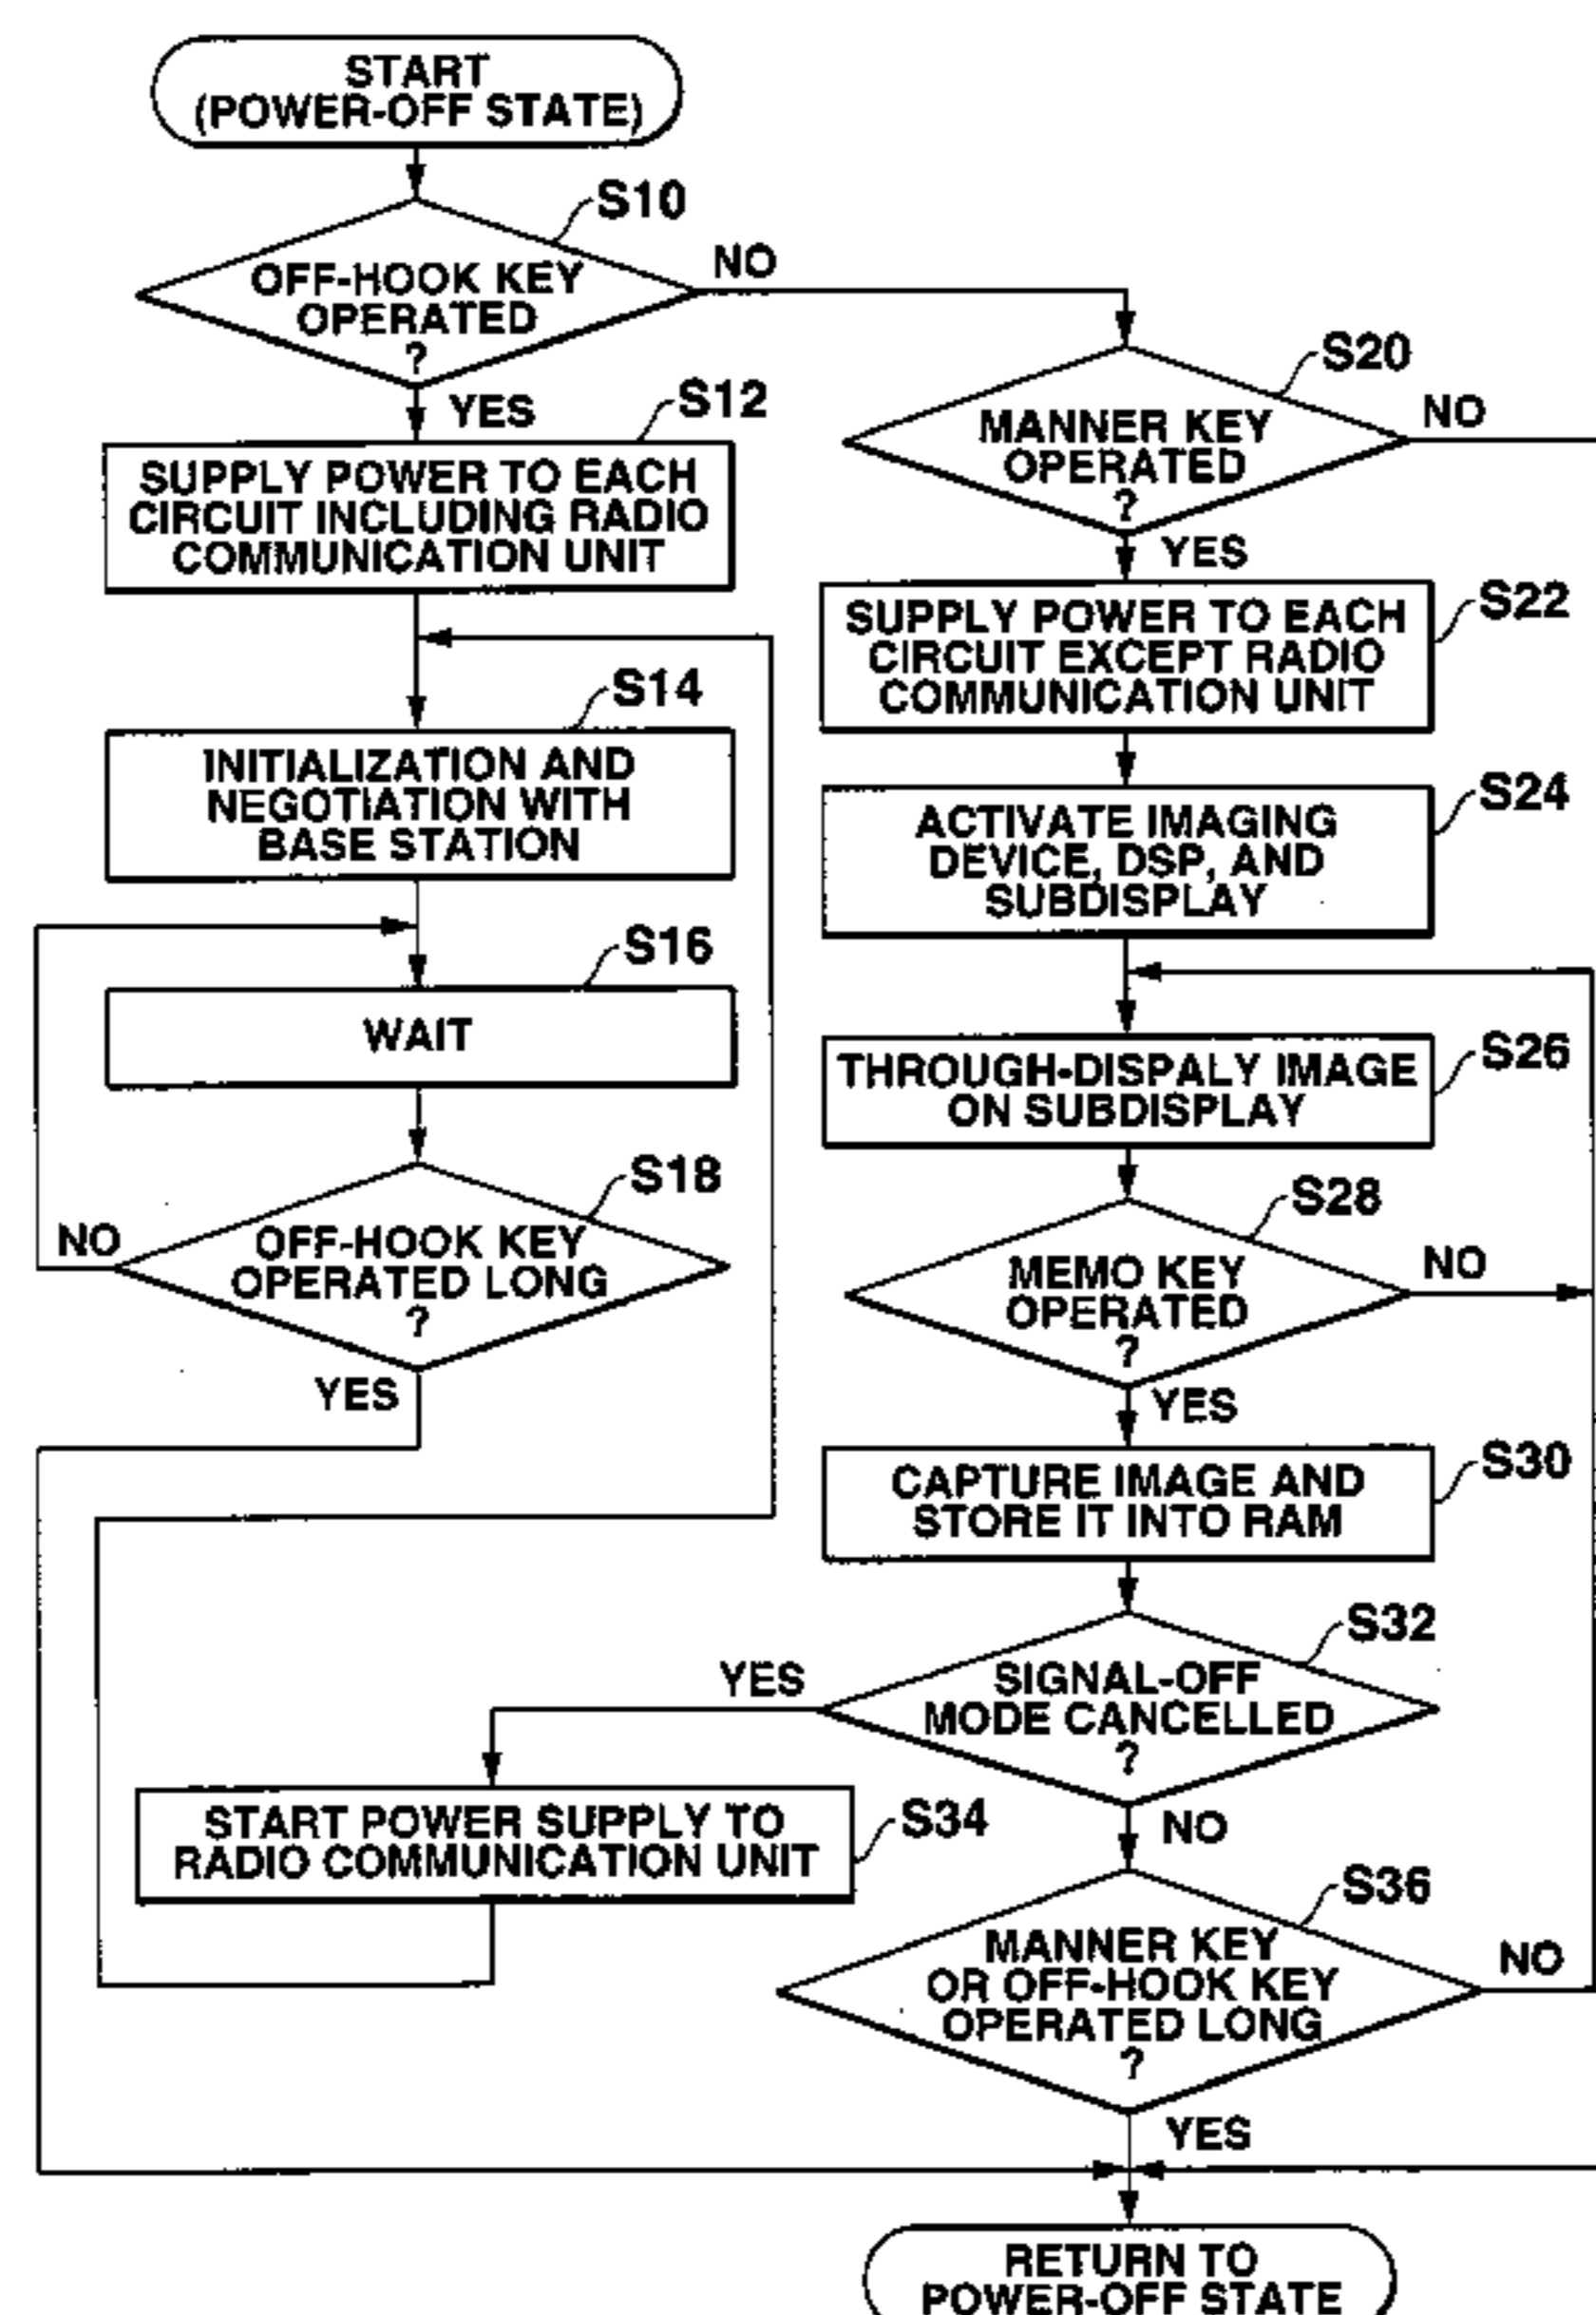 START
(POWER-OFF STATE)
S10
OFF-HOOK KEY
OPERATED
?
NO
YES
S12
SUPPLY POWER TO EACH
CIRCUIT INCLUDING RADIO
COMMUNICATION UNIT
S14
INITIALIZATION AND
NEGOTIATION WITH
BASE STATION
S16
WAIT
S18
OFF-HOOK KEY
OPERATED LONG
?
NO
YES
S20
MANNER KEY
OPERATED
?
NO
YES
S22
SUPPLY POWER TO EACH
CIRCUIT EXCEPT RADIO
COMMUNICATION UNIT
S24
ACTIVATE IMAGING
DEVICE, DSP, AND
SUBDISPLAY
S26
THROUGH-DISPALY IMAGE
ON SUBDISPLAY
S28
MEMO KEY
OPERATED
?
NO
YES
S30
CAPTURE IMAGE AND
STORE IT INTO RAM
S32
SIGNAL-OFF
MODE CANCELLED
?
YES
NO
S34
START POWER SUPPLY TO
RADIO COMMUNICATION UNIT
S36
MANNER KEY
OR OFF-HOOK KEY
OPERATED LONG
?
NO
YES
RETURN TO
POWER-OFF STATE